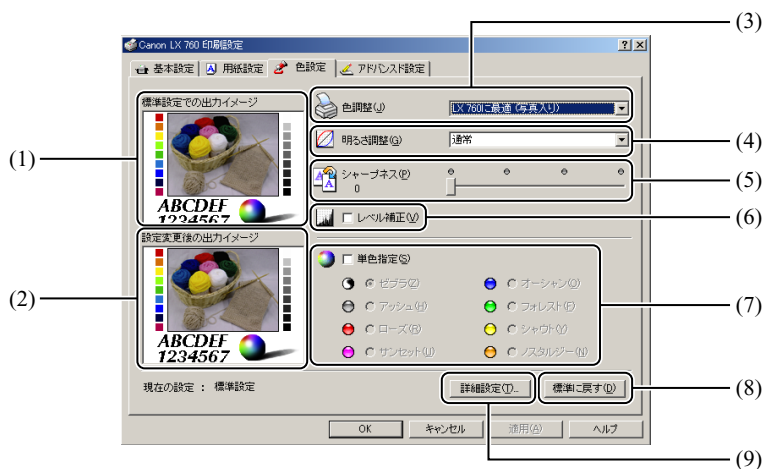 (3)
Canon LX 760 印刷設定
基本設定 用紙設定 色設定 アドバンスド設定
標準設定での出力イメージ
ABCDEF
1234567
(1)
色調整(J)
LX 760に最適 (写真入り)
明るさ調整(G)
通常
(4)
シャープネス(P)
0
(5)
レベル補正(V)
(6)
設定変更後の出力イメージ
ABCDEF
1234567
(2)
単色指定(S)
ゼブラ(Z) オーシャン(O)
アッシュ(H) フォレスト(F)
ローズ(R) シャウト(Y)
サンセット(U) ノスタルジー(N)
(7)
現在の設定 : 標準設定
詳細設定(T)... 標準に戻す(D)
(8)
OK キャンセル 適用(A) ヘルプ
(9)